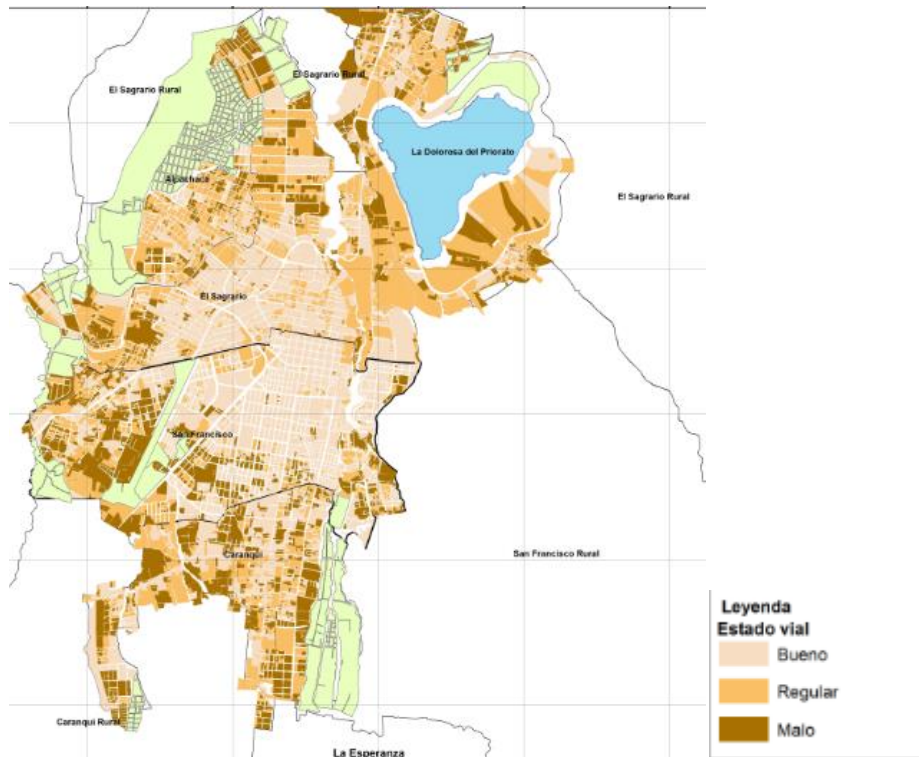 El Sagrario Rural
El Sagrario Rural
La Dolorosa del Priorato
Alpachaca
El Sagrario Rural
El Sagrario
San Francisco
Caranqui
San Francisco Rural
Caranqui Rural
La Esperanza
Leyenda
Estado vial
Bueno
Regular
Malo